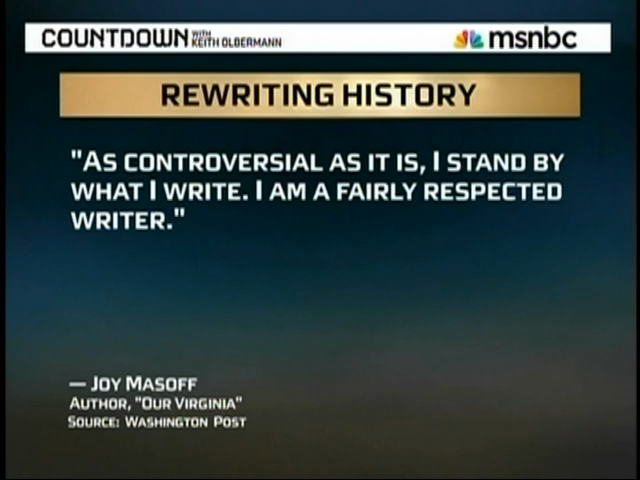 COUNTDOWN WITH KEITH OLBERMANN msnbc
REWRITING HISTORY
"AS CONTROVERSIAL AS IT IS, I STAND BY
WHAT I WRITE. I AM A FAIRLY RESPECTED
WRITER."
— JOY MASOFF
AUTHOR, "OUR VIRGINIA"
SOURCE: WASHINGTON POST